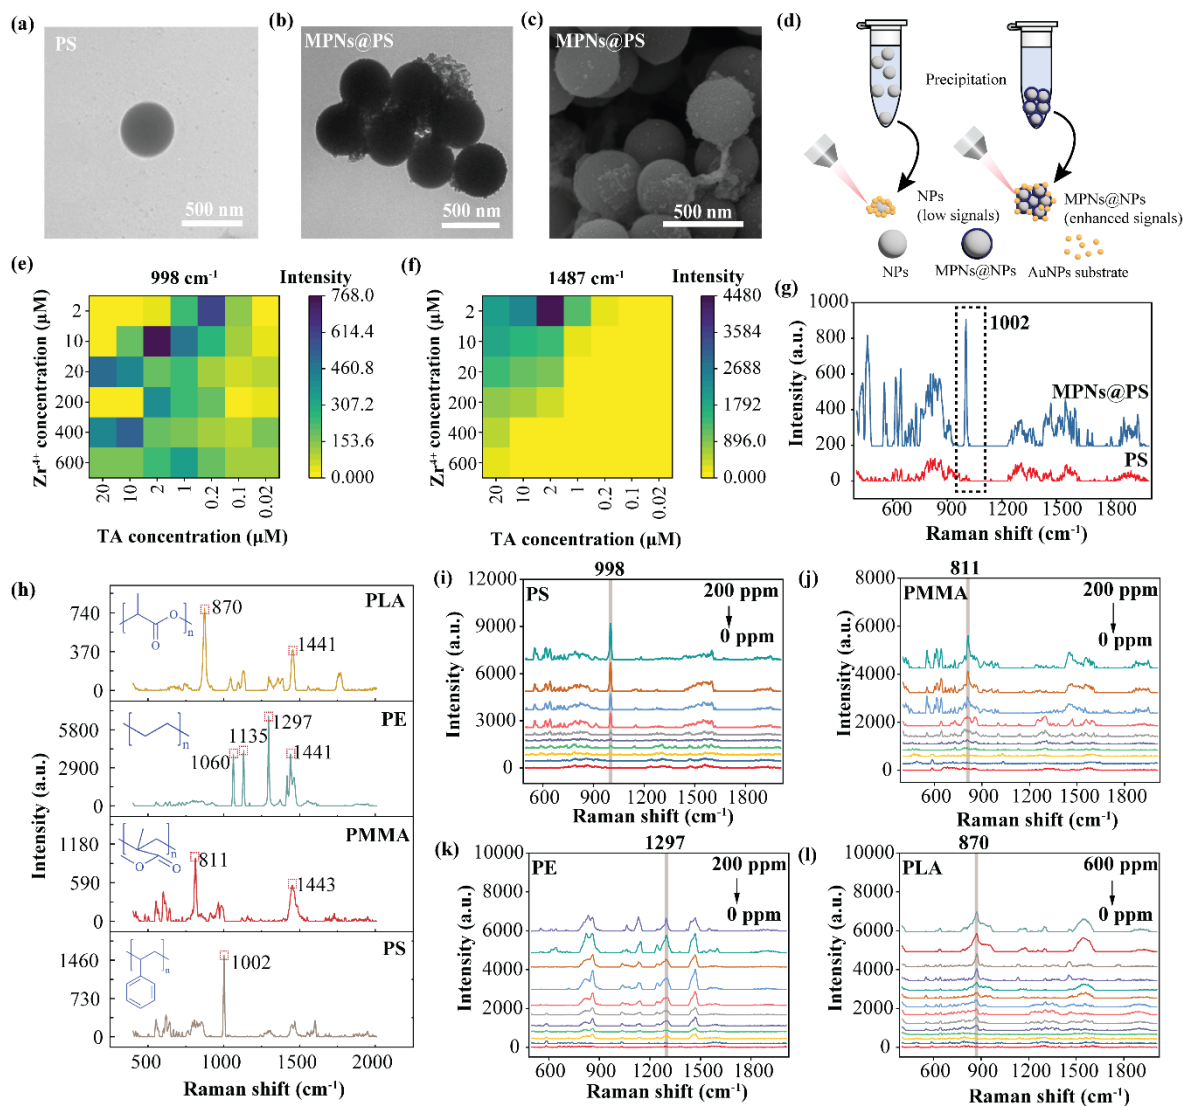 (a)
PS
500 nm
(b)
MPNs@PS
500 nm
(c)
MPNs@PS
500 nm
(d)
Precipitation
NPs
(low signals)
MPNs@NPs
(enhanced signals)
NPs
MPNs@NPs
AuNPs substrate
(e)
998 cm⁻¹
Intensity
Zr⁴⁺ concentration (μM)
2
10
20
200
400
600
20
10
2
1
0.2
0.1
0.02
TA concentration (μM)
768.0
614.4
460.8
307.2
153.6
0.000
(f)
1487 cm⁻¹
Intensity
Zr⁴⁺ concentration (μM)
2
10
20
200
400
600
20
10
2
1
0.2
0.1
0.02
TA concentration (μM)
4480
3584
2688
1792
896.0
0.000
(g)
Intensity (a.u.)
1000
800
600
400
200
0
1002
MPNs@PS
PS
600
900
1200
1500
1800
Raman shift (cm⁻¹)
(h)
Intensity (a.u.)
PLA
740
370
0
870
1441
O
O
n
PE
5800
2900
0
1060
1135
1297
1441
n
PMMA
1180
590
0
811
1443
n
O
O
PS
1460
730
0
1002
n
500
1000
1500
2000
Raman shift (cm⁻¹)
(i)
998
PS
200 ppm
0 ppm
Intensity (a.u.)
12000
9000
6000
3000
0
600
900
1200
1500
1800
Raman shift (cm⁻¹)
(j)
811
PMMA
200 ppm
0 ppm
Intensity (a.u.)
8000
6000
4000
2000
0
600
900
1200
1500
1800
Raman shift (cm⁻¹)
(k)
1297
PE
200 ppm
0 ppm
Intensity (a.u.)
10000
8000
6000
4000
2000
0
600
900
1200
1500
1800
Raman shift (cm⁻¹)
(l)
870
PLA
600 ppm
0 ppm
Intensity (a.u.)
10000
8000
6000
4000
2000
0
600
900
1200
1500
1800
Raman shift (cm⁻¹)